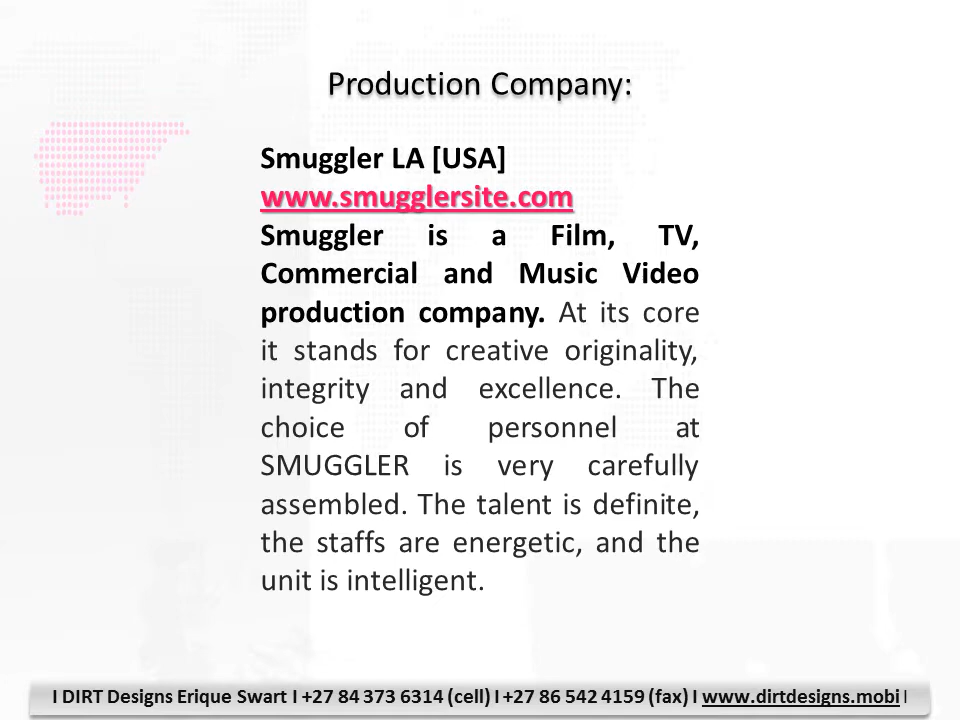 Production Company:
Smuggler LA [USA]
www.smugglersite.com
Smuggler is a Film, TV,
Commercial and Music Video
production company. At its core
it stands for creative originality,
integrity and excellence. The
choice of personnel at
SMUGGLER is very carefully
assembled. The talent is definite,
the staffs are energetic, and the
unit is intelligent.
I DIRT Designs Erique Swart I +27 84 373 6314 (cell) I +27 86 542 4159 (fax) I www.dirtdesigns.mobi I